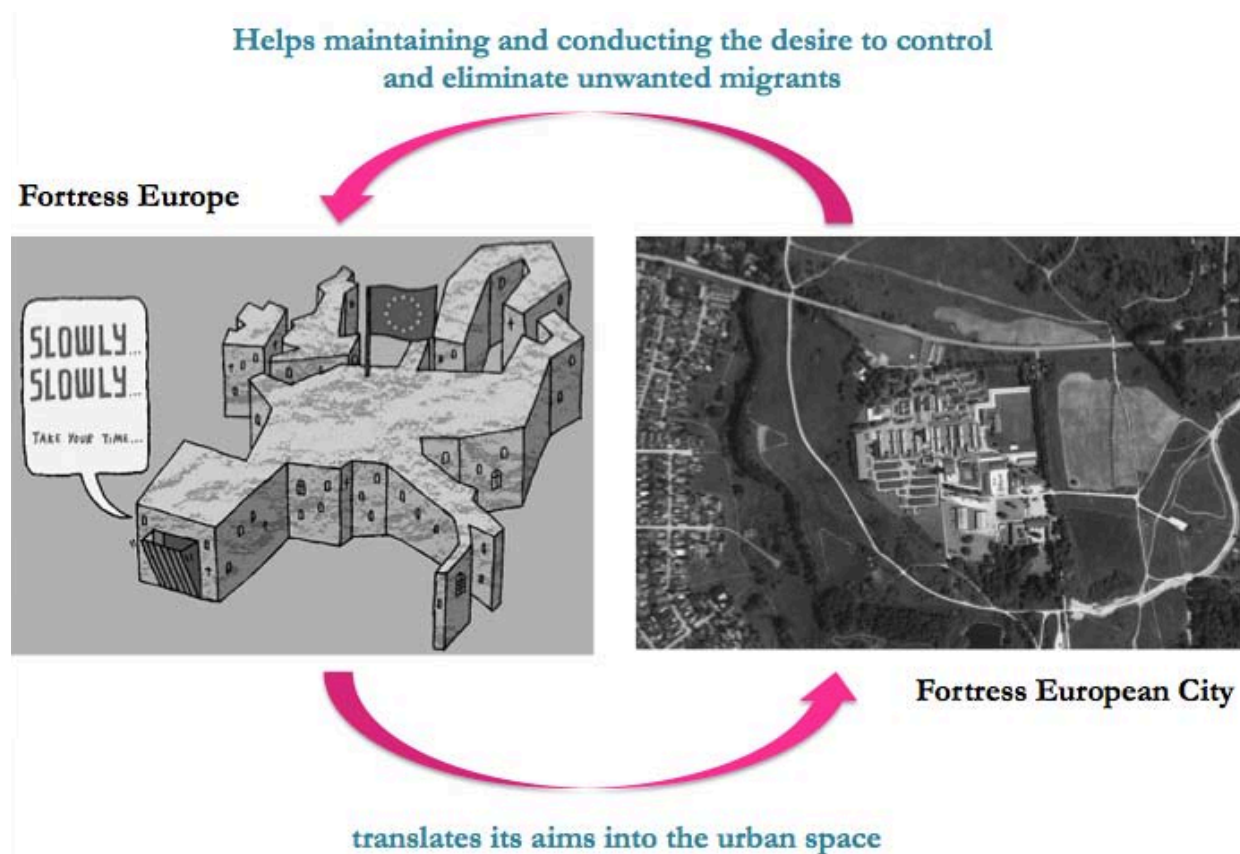 Helps maintaining and conducting the desire to control
and eliminate unwanted migrants
Fortress Europe
SLOWLY...
SLOWLY...
TAKE YOUR TIME...
Fortress European City
translates its aims into the urban space